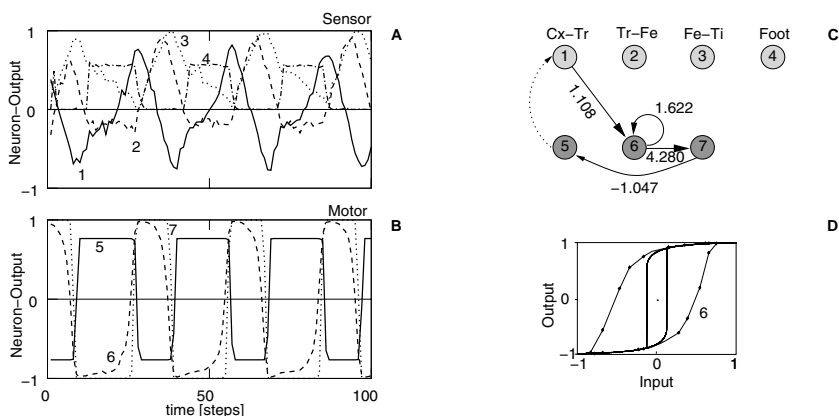 Sensor
A
1
0
−1
Neuron−Output
3
4
2
1
Motor
B
1
0
−1
Neuron−Output
7
5
6
0
50
100
time [steps]
C
Cx−Tr
Tr−Fe
Fe−Ti
Foot
1
2
3
4
1.108
1.622
5
6
7
4.280
−1.047
D
1
0
−1
Output
6
−1
0
1
Input